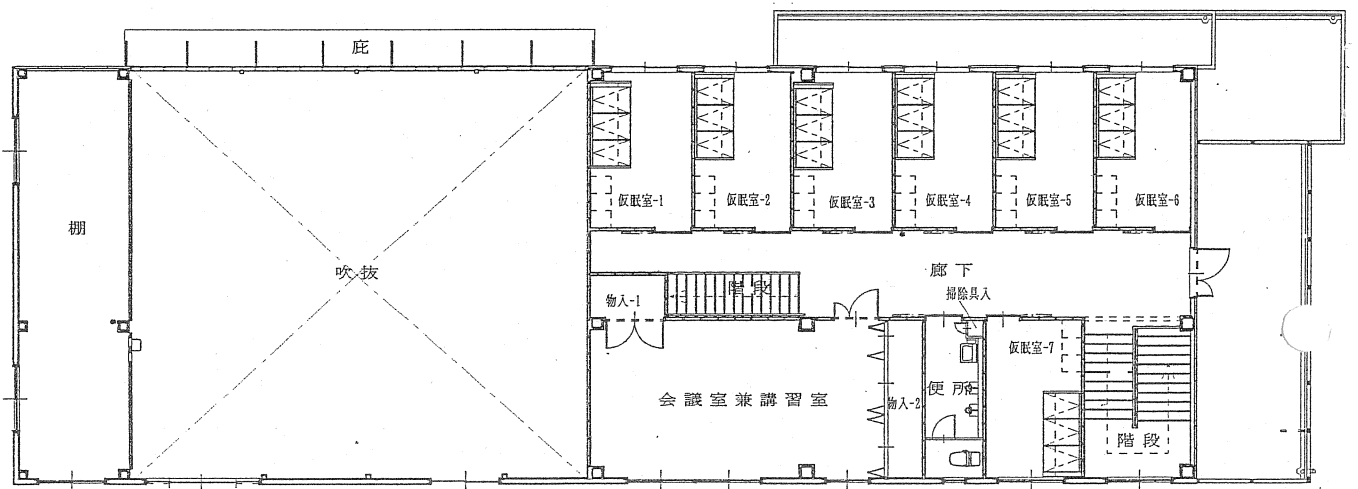 庇
仮眠室-1
仮眠室-2
仮眠室-3
仮眠室-4
仮眠室-5
仮眠室-6
棚
吹抜
廊下
階段
掃除具入
物入-1
仮眠室-7
会議室兼講習室
物入-2
便所
階段